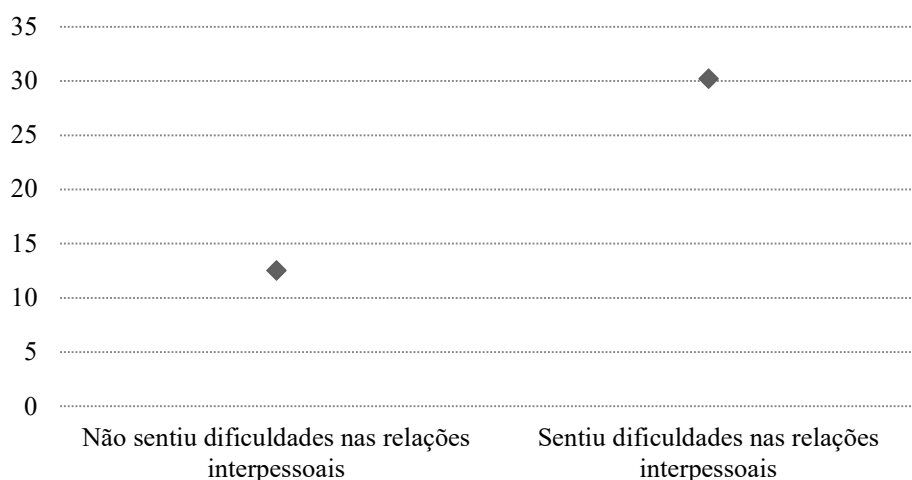 35
30
25
20
15
10
5
0
Não sentiu dificuldades nas relações
interpessoais
Sentiu dificuldades nas relações
interpessoais